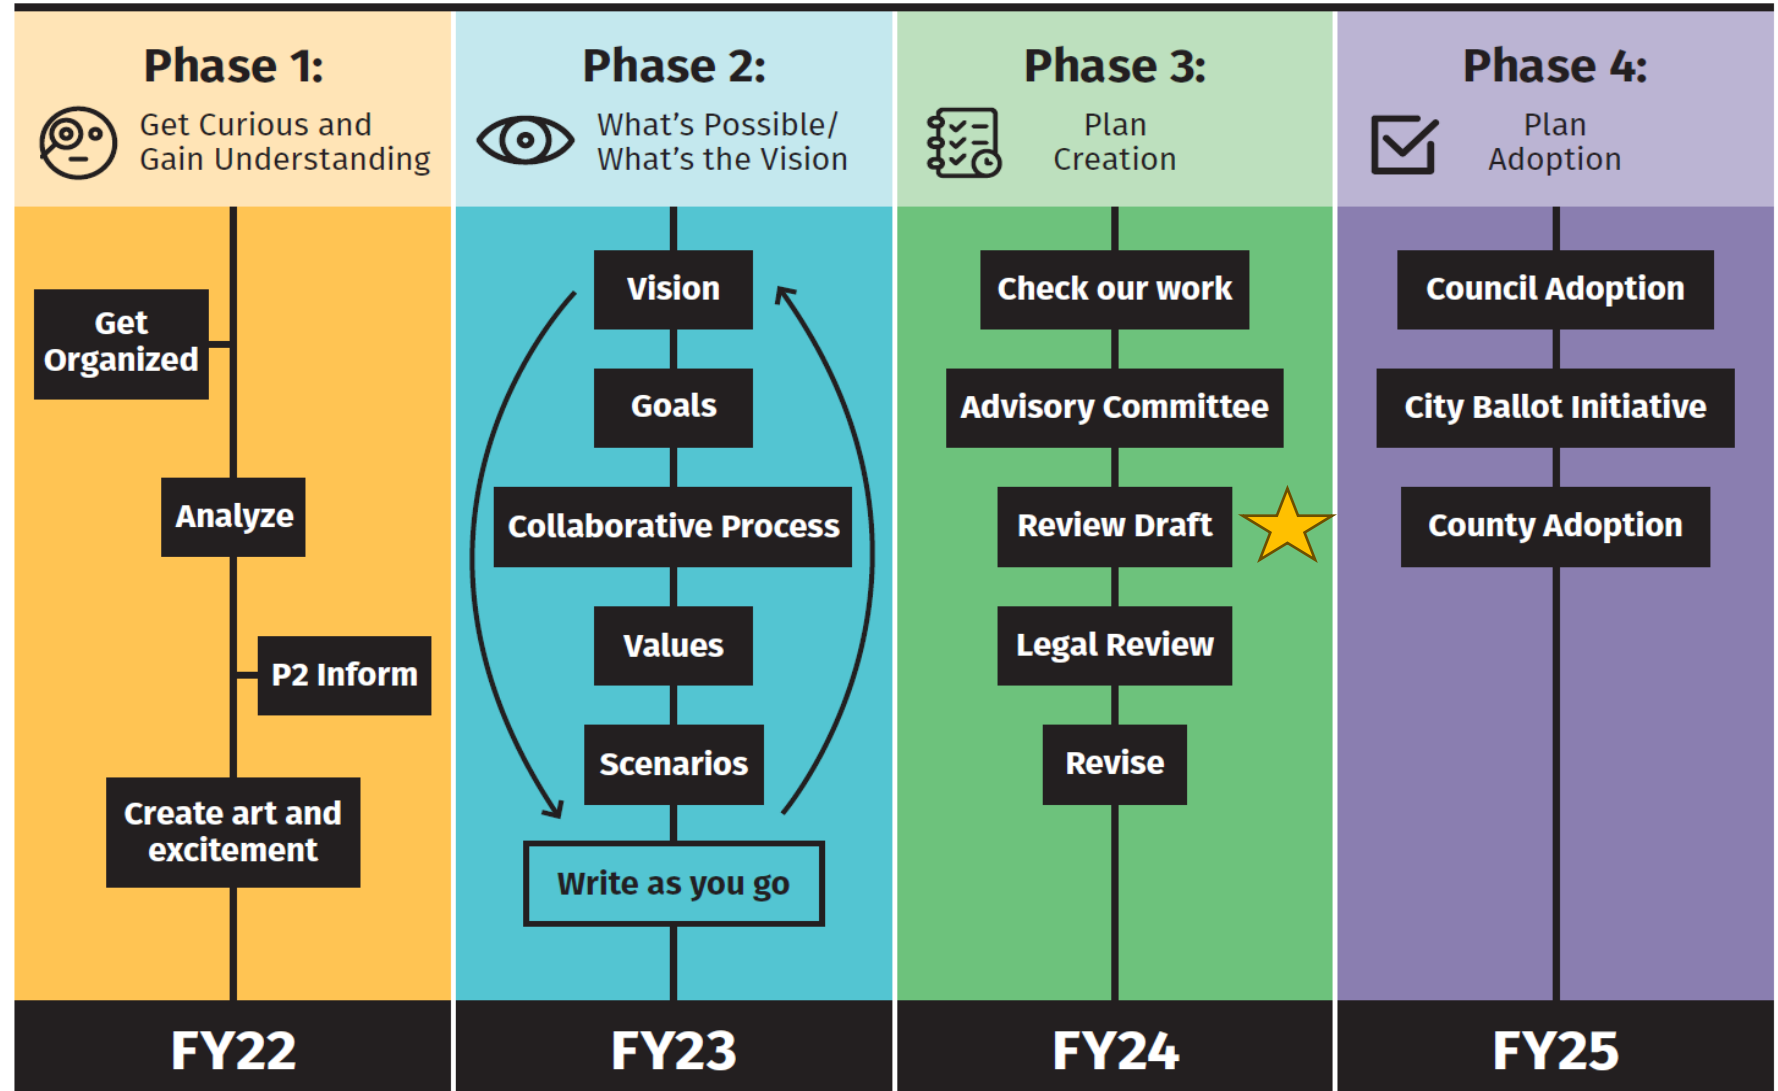 Phase 1:
Get Curious and
Gain Understanding
Get
Organized
Analyze
P2 Inform
Create art and
excitement
FY22
Phase 2:
What's Possible/
What's the Vision
Vision
Goals
Collaborative Process
Values
Scenarios
Write as you go
FY23
Phase 3:
Plan
Creation
Check our work
Advisory Committee
Review Draft
Legal Review
Revise
FY24
Phase 4:
Plan
Adoption
Council Adoption
City Ballot Initiative
County Adoption
FY25